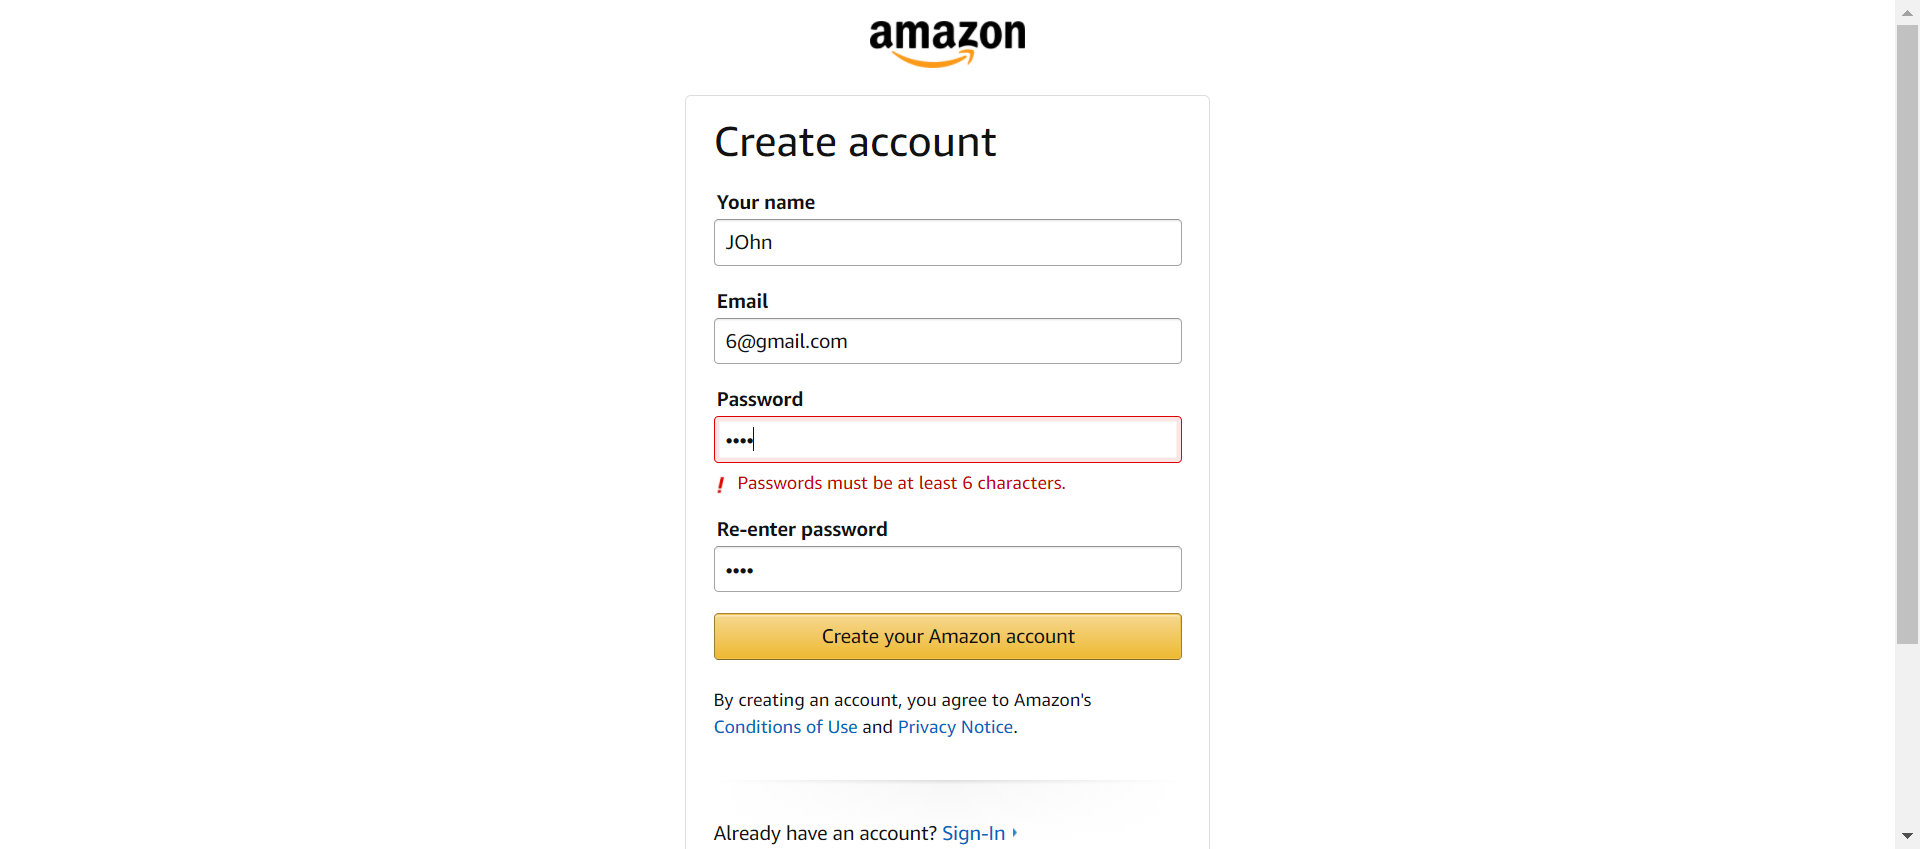 amazon
Create account
Your name
JOhn
Email
6@gmail.com
Password
••••
! Passwords must be at least 6 characters.
Re-enter password
••••
Create your Amazon account
By creating an account, you agree to Amazon's
Conditions of Use and Privacy Notice.
Already have an account? Sign-In